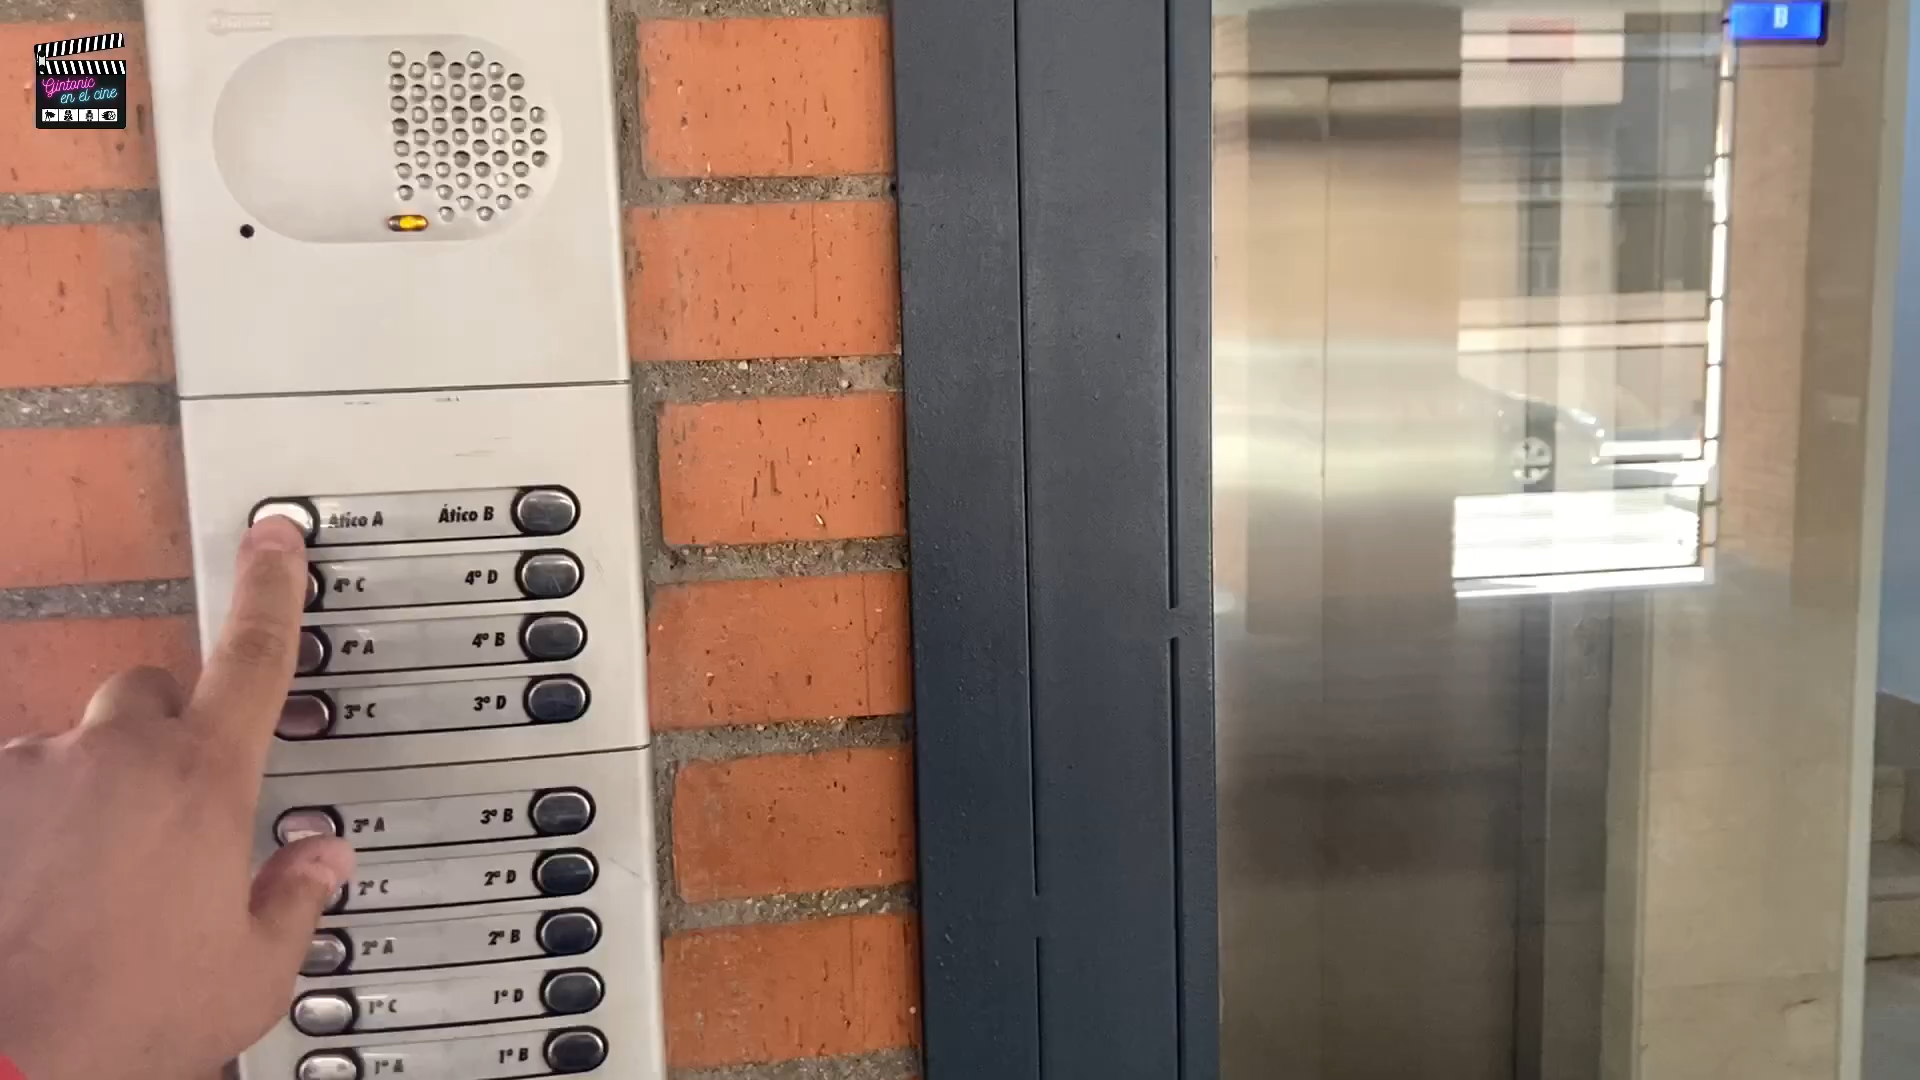 Gintonic
en el cine
B
Ático A Ático B
4º C 4º D
4º A 4º B
3º C 3º D
3º A 3º B
2º C 2º D
2º A 2º B
1º C 1º D
1º A 1º B